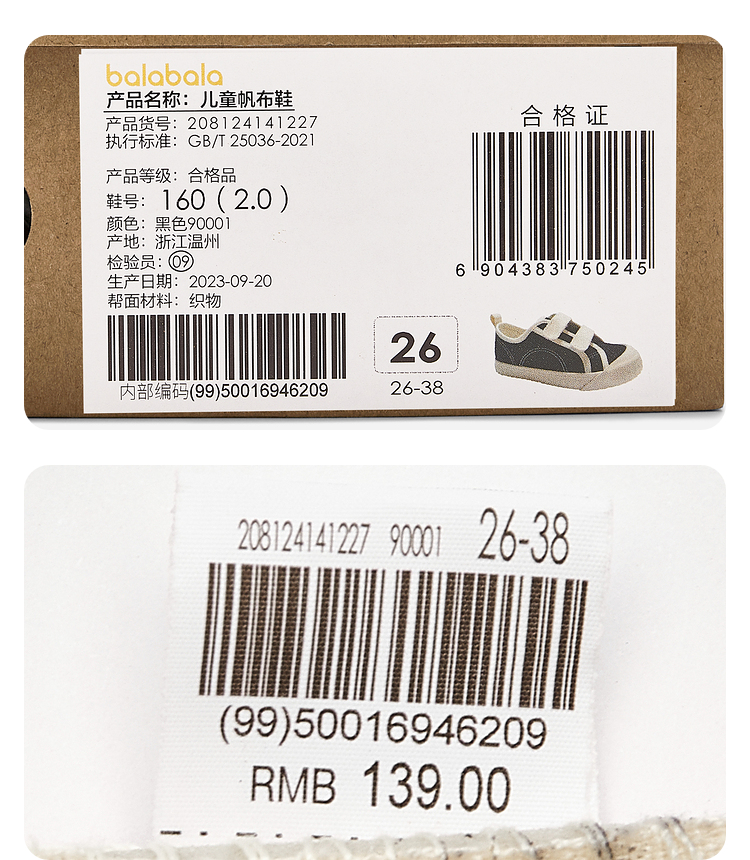 balabala
产品名称：儿童帆布鞋
产品货号：208124141227
执行标准：GB/T 25036-2021
产品等级：合格品
鞋号：160（2.0）
颜色：黑色90001
产地：浙江温州
检验员：09
生产日期：2023-09-20
帮面材料：织物
内部编码(99)50016946209
合格证
6 904383 750245
26
26-38
208124141227 90001 26-38
(99)50016946209
RMB 139.00